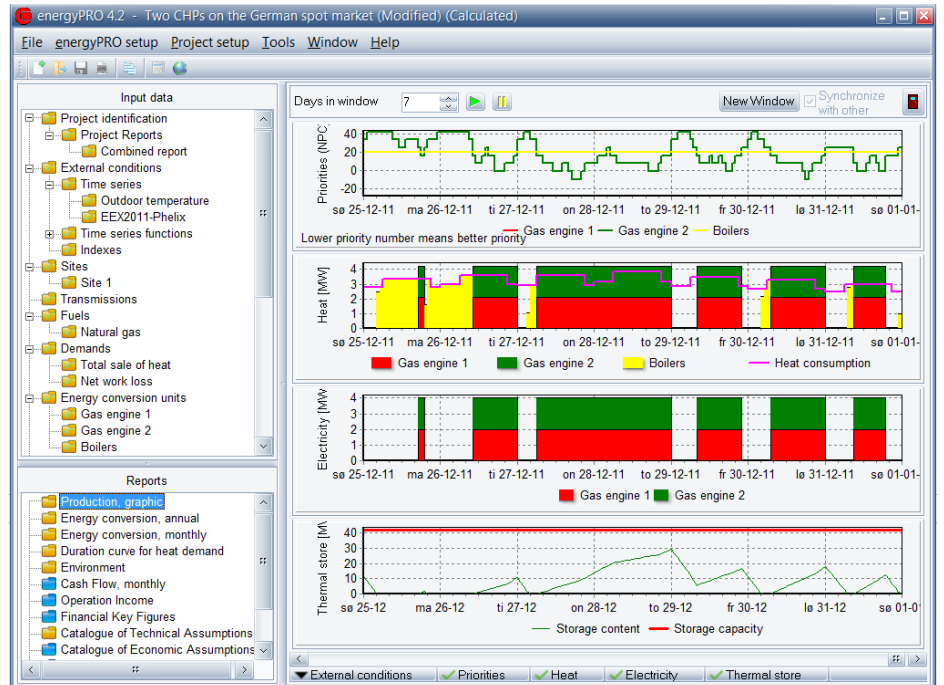 energyPRO 4.2 - Two CHPs on the German spot market (Modified) (Calculated)
File energyPRO setup Project setup Tools Window Help
Input data
Project identification
Project Reports
Combined report
External conditions
Time series
Outdoor temperature
EEX2011-Phelix
Time series functions
Indexes
Sites
Site 1
Transmissions
Fuels
Natural gas
Demands
Total sale of heat
Net work loss
Energy conversion units
Gas engine 1
Gas engine 2
Boilers
Reports
Production, graphic
Energy conversion, annual
Energy conversion, monthly
Duration curve for heat demand
Environment
Cash Flow, monthly
Operation Income
Financial Key Figures
Catalogue of Technical Assumptions
Catalogue of Economic Assumptions
Days in window 7 New Window Synchronize with other
Priorities (NPC
40
20
0
-20
sø 25-12-11 ma 26-12-11 ti 27-12-11 on 28-12-11 to 29-12-11 fr 30-12-11 lø 31-12-11 sø 01-01-
Gas engine 1 Gas engine 2 Boilers
Lower priority number means better priority
Heat [MW]
4
3
2
1
0
sø 25-12-11 ma 26-12-11 ti 27-12-11 on 28-12-11 to 29-12-11 fr 30-12-11 lø 31-12-11 sø 01-01-
Gas engine 1 Gas engine 2 Boilers Heat consumption
Electricity [MW
4
3
2
1
0
sø 25-12-11 ma 26-12-11 ti 27-12-11 on 28-12-11 to 29-12-11 fr 30-12-11 lø 31-12-11 sø 01-01-
Gas engine 1 Gas engine 2
Thermal store [M
40
30
20
10
0
sø 25-12 ma 26-12 ti 27-12 on 28-12 to 29-12 fr 30-12 lø 31-12 sø 01-0
Storage content Storage capacity
External conditions Priorities Heat Electricity Thermal store